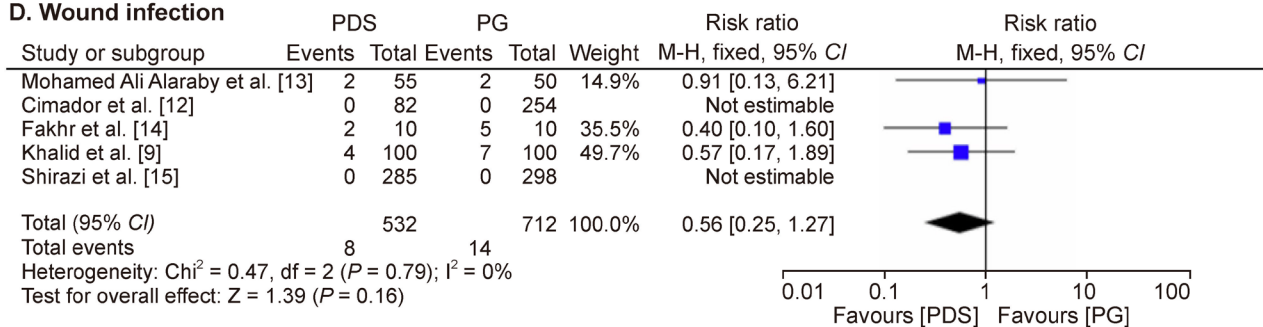 D. Wound infection
PDS PG Risk ratio Risk ratio
Study or subgroup Events Total Events Total Weight M-H, fixed, 95% CI M-H, fixed, 95% CI
Mohamed Ali Alaraby et al. [13] 2 55 2 50 14.9% 0.91 [0.13, 6.21]
Cimador et al. [12] 0 82 0 254 Not estimable
Fakhr et al. [14] 2 10 5 10 35.5% 0.40 [0.10, 1.60]
Khalid et al. [9] 4 100 7 100 49.7% 0.57 [0.17, 1.89]
Shirazi et al. [15] 0 285 0 298 Not estimable
Total (95% CI) 532 712 100.0% 0.56 [0.25, 1.27]
Total events 8 14
Heterogeneity: Chi² = 0.47, df = 2 (P = 0.79); I² = 0%
Test for overall effect: Z = 1.39 (P = 0.16)
0.01 0.1 1 10 100
Favours [PDS] Favours [PG]